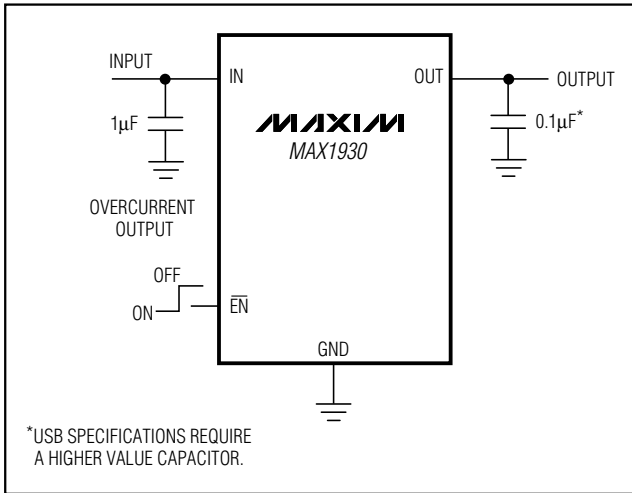 INPUT
IN
OUT
OUTPUT
1µF
MAXIM
MAX1930
0.1µF*
OVERCURRENT
OUTPUT
OFF
ON
EN
GND
*USB SPECIFICATIONS REQUIRE
A HIGHER VALUE CAPACITOR.